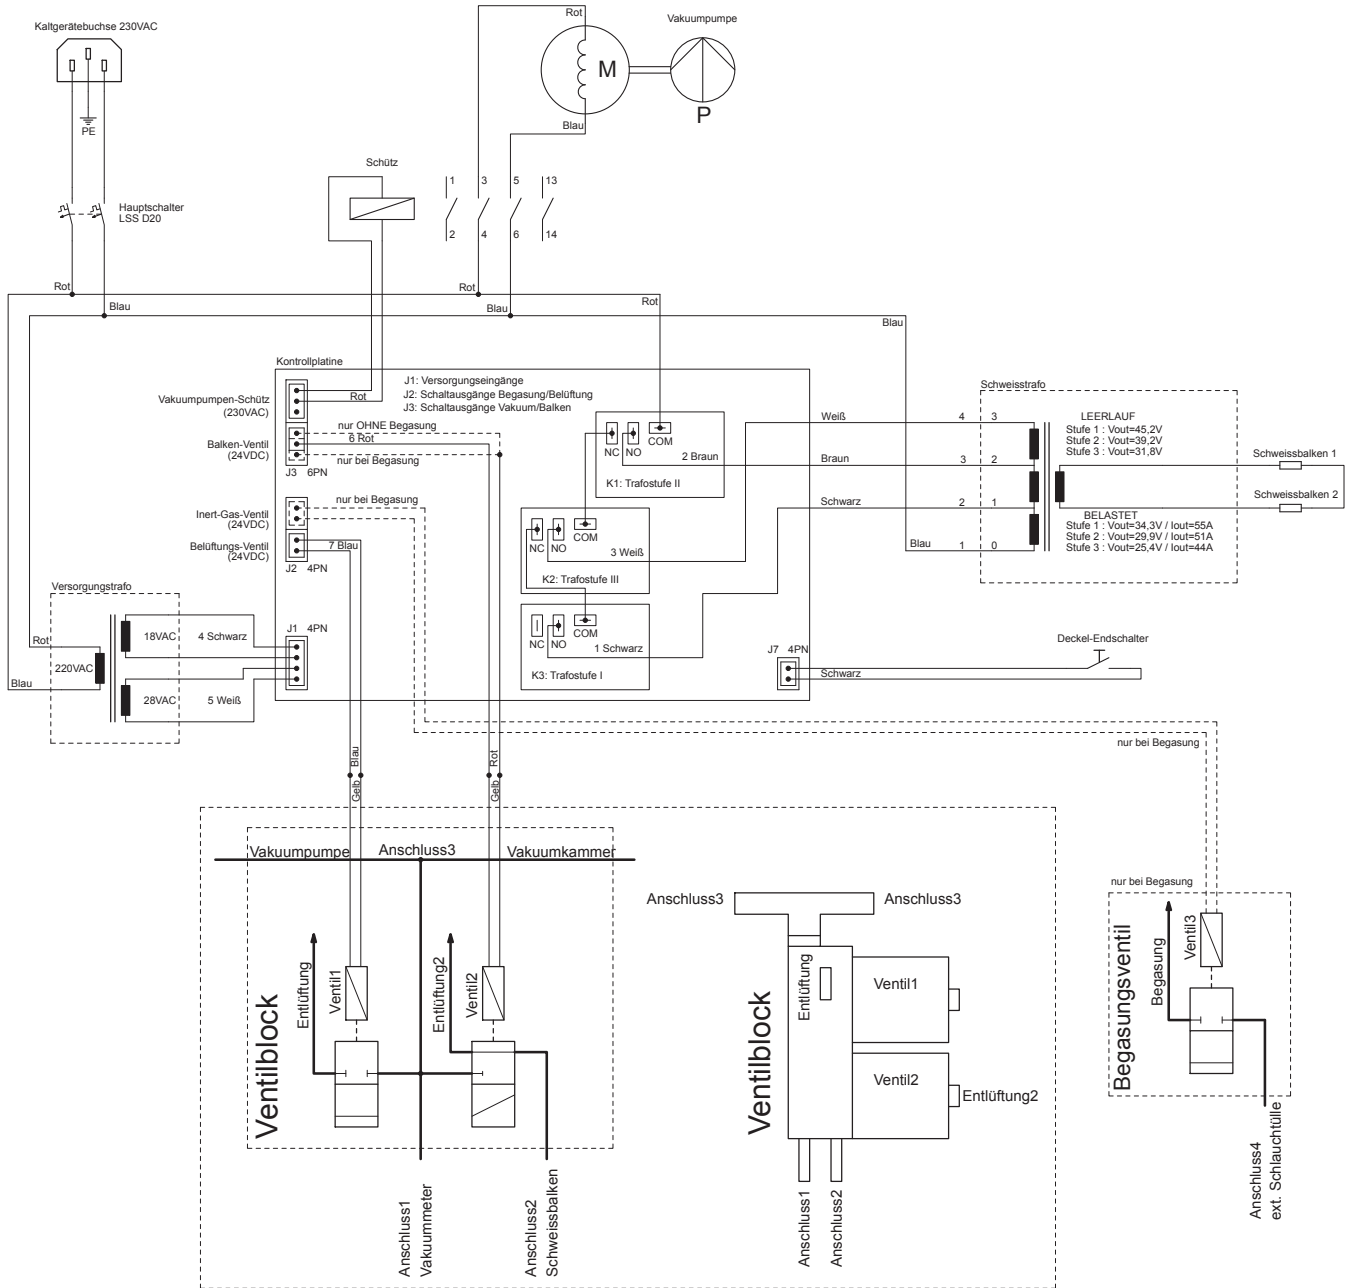 Rot
Vakuumpumpe
Kaltgerätebuchse 230VAC
M
P
Blau
PE
Schütz
1
3
5
13
2
4
6
14
Hauptschalter
LSS D20
Rot
Blau
Rot
Blau
Rot
Blau
Kontrollplatine
J1: Versorgungseingänge
J2: Schaltausgänge Begasung/Belüftung
J3: Schaltausgänge Vakuum/Balken
Vakuumpumpen-Schütz
(230VAC)
Rot
nur OHNE Begasung
6 Rot
Balken-Ventil
(24VDC)
nur bei Begasung
J3 6PN
NC
NO
COM
2 Braun
K1: Trafostufe II
nur bei Begasung
Inert-Gas-Ventil
(24VDC)
Belüftungs-Ventil
(24VDC)
7 Blau
J2 4PN
NC
NO
COM
3 Weiß
K2: Trafostufe III
NC
NO
COM
1 Schwarz
K3: Trafostufe I
Weiß
Braun
Schwarz
Blau
Schweisstrafo
4 3
3 2
2 1
1 0
LEERLAUF
Stufe 1 : Vout=45,2V
Stufe 2 : Vout=39,2V
Stufe 3 : Vout=31,8V
BELASTET
Stufe 1 : Vout=34,3V / Iout=55A
Stufe 2 : Vout=29,9V / Iout=51A
Stufe 3 : Vout=25,4V / Iout=44A
Schweissbalken 1
Schweissbalken 2
Versorgungstrafo
Rot
220VAC
Blau
18VAC
4 Schwarz
28VAC
5 Weiß
J1 4PN
J7 4PN
Schwarz
Deckel-Endschalter
nur bei Begasung
Blau
Gelb
Rot
Gelb
Vakuumpumpe
Anschluss3
Vakuumkammer
Ventilblock
Entlüftung
Ventil1
Entlüftung2
Ventil2
Anschluss1
Vakuummeter
Anschluss2
Schweissbalken
Anschluss3
Anschluss3
Ventilblock
Entlüftung
Ventil1
Ventil2
Entlüftung2
Anschluss1
Anschluss2
nur bei Begasung
Begasungsventil
Begasung
Ventil3
Anschluss4
ext. Schlauchtülle